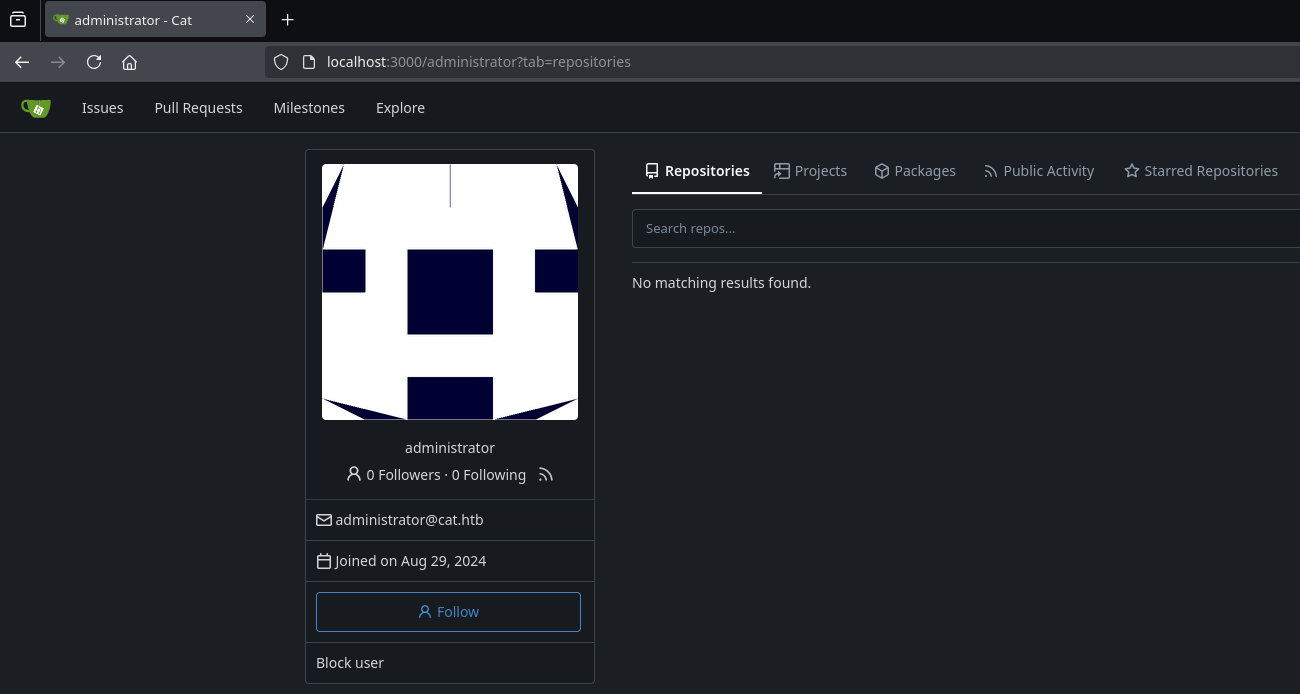 administrator - Cat
localhost:3000/administrator?tab=repositories
Issues Pull Requests Milestones Explore
Repositories Projects Packages Public Activity Starred Repositories
Search repos...
No matching results found.
administrator
0 Followers · 0 Following
administrator@cat.htb
Joined on Aug 29, 2024
Follow
Block user